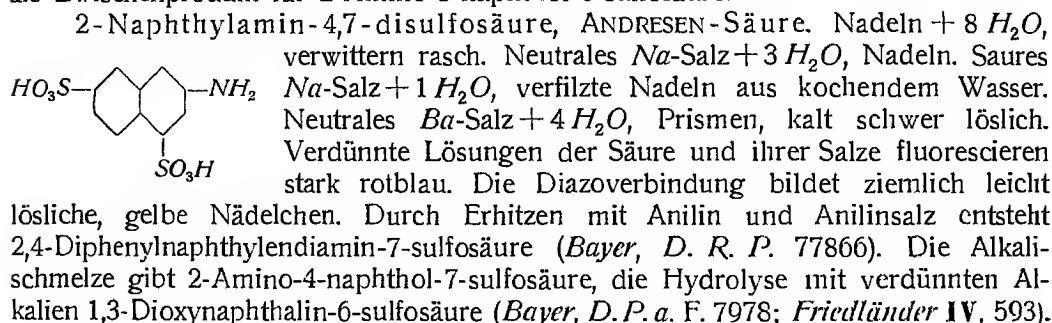 2-Naphthylamin-4,7-disulfosäure, ANDRESEN-Säure. Nadeln + 8 H₂O,
verwittern rasch. Neutrales Na-Salz + 3 H₂O, Nadeln. Saures
HO₃S— —NH₂ Na-Salz + 1 H₂O, verfilzte Nadeln aus kochendem Wasser.
Neutrales Ba-Salz + 4 H₂O, Prismen, kalt schwer löslich.
Verdünnte Lösungen der Säure und ihrer Salze fluorescieren
SO₃H
stark rotblau. Die Diazoverbindung bildet ziemlich leicht
lösliche, gelbe Nädelchen. Durch Erhitzen mit Anilin und Anilinsalz entsteht
2,4-Diphenylnaphthylendiamin-7-sulfosäure (Bayer, D. R. P. 77866). Die Alkali-
schmelze gibt 2-Amino-4-naphthol-7-sulfosäure, die Hydrolyse mit verdünnten Al-
kalien 1,3-Dioxynaphthalin-6-sulfosäure (Bayer, D. P. a. F. 7978; Friedländer IV, 593).